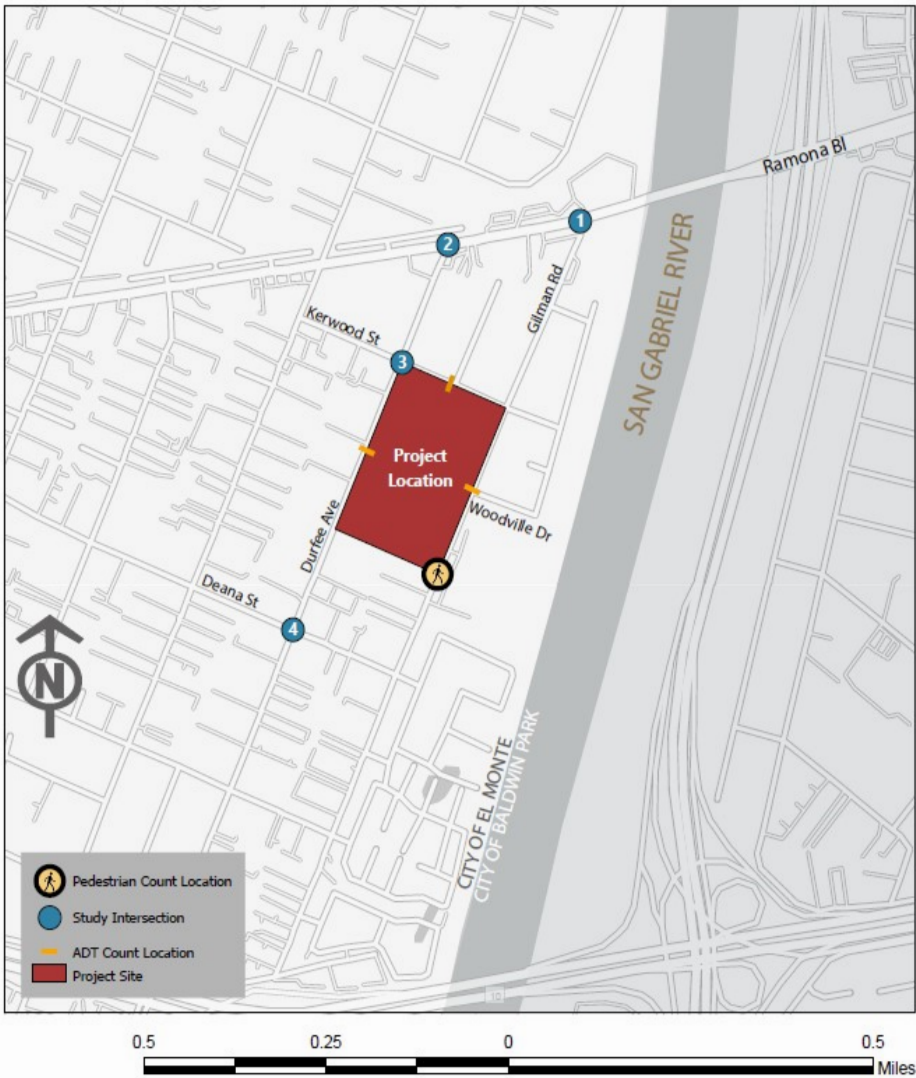 Ramona Bl
1
2
Gilman Rd
SAN GABRIEL RIVER
Kerwood St
3
Project
Location
Woodville Dr
Durfee Ave
Deana St
4
N
CITY OF EL MONTE
CITY OF BALDWIN PARK
Pedestrian Count Location
Study Intersection
ADT Count Location
Project Site
10
0.5 0.25 0 0.5
Miles